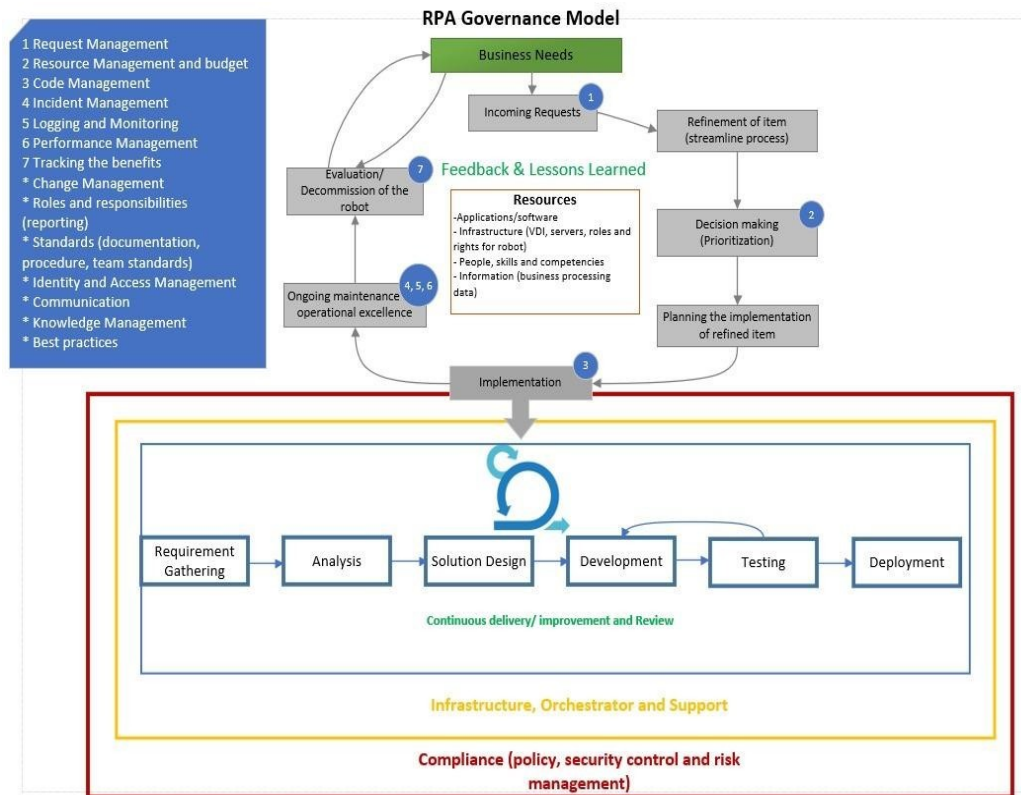 RPA Governance Model
1 Request Management
2 Resource Management and budget
3 Code Management
4 Incident Management
5 Logging and Monitoring
6 Performance Management
7 Tracking the benefits
* Change Management
* Roles and responsibilities
(reporting)
* Standards (documentation,
procedure, team standards)
* Identity and Access Management
* Communication
* Knowledge Management
* Best practices
Business Needs
Incoming Requests
1
Refinement of item
(streamline process)
Decision making
(Prioritization)
2
Planning the implementation
of refined item
Implementation
3
Ongoing maintenance
operational excellence
4, 5, 6
Evaluation/
Decommission of the
robot
7
Feedback & Lessons Learned
Resources
-Applications/software
- Infrastructure (VDI, servers, roles and
rights for robot)
- People, skills and competencies
- Information (business processing
data)
Requirement
Gathering
Analysis
Solution Design
Development
Testing
Deployment
Continuous delivery/ improvement and Review
Infrastructure, Orchestrator and Support
Compliance (policy, security control and risk
management)